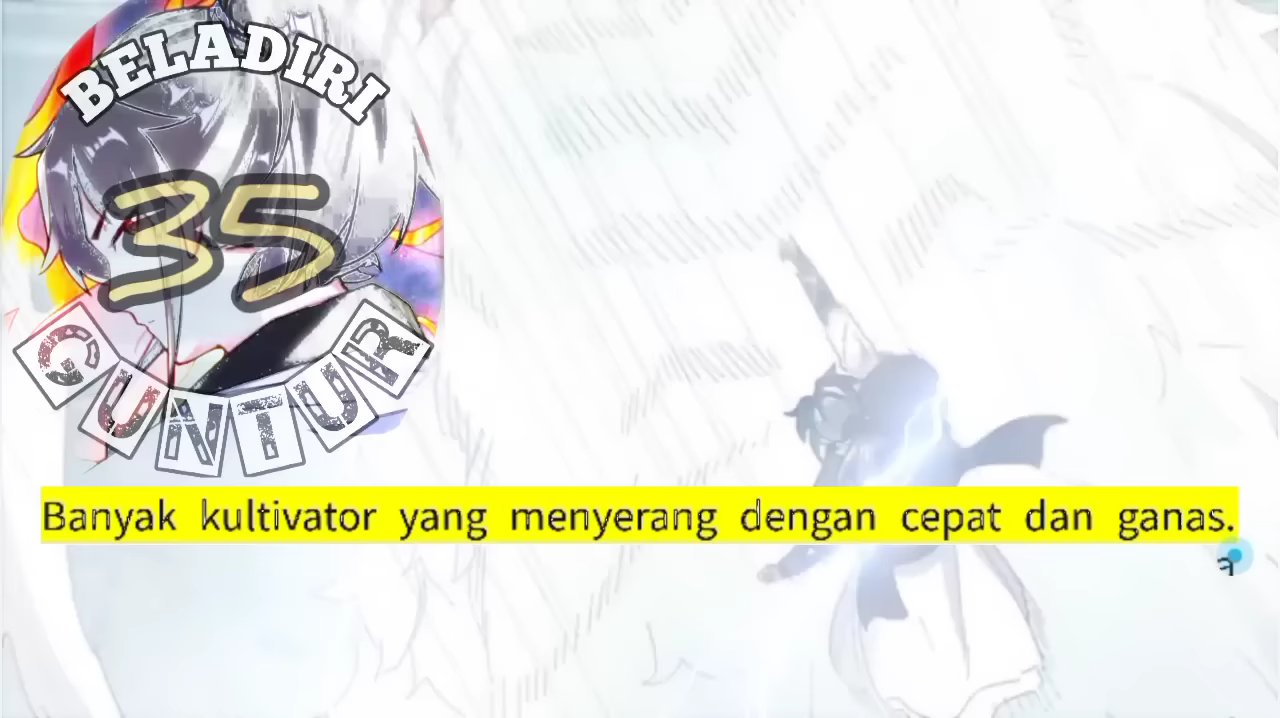 BELADIRI
35
GUNTUR
Banyak kultivator yang menyerang dengan cepat dan ganas.